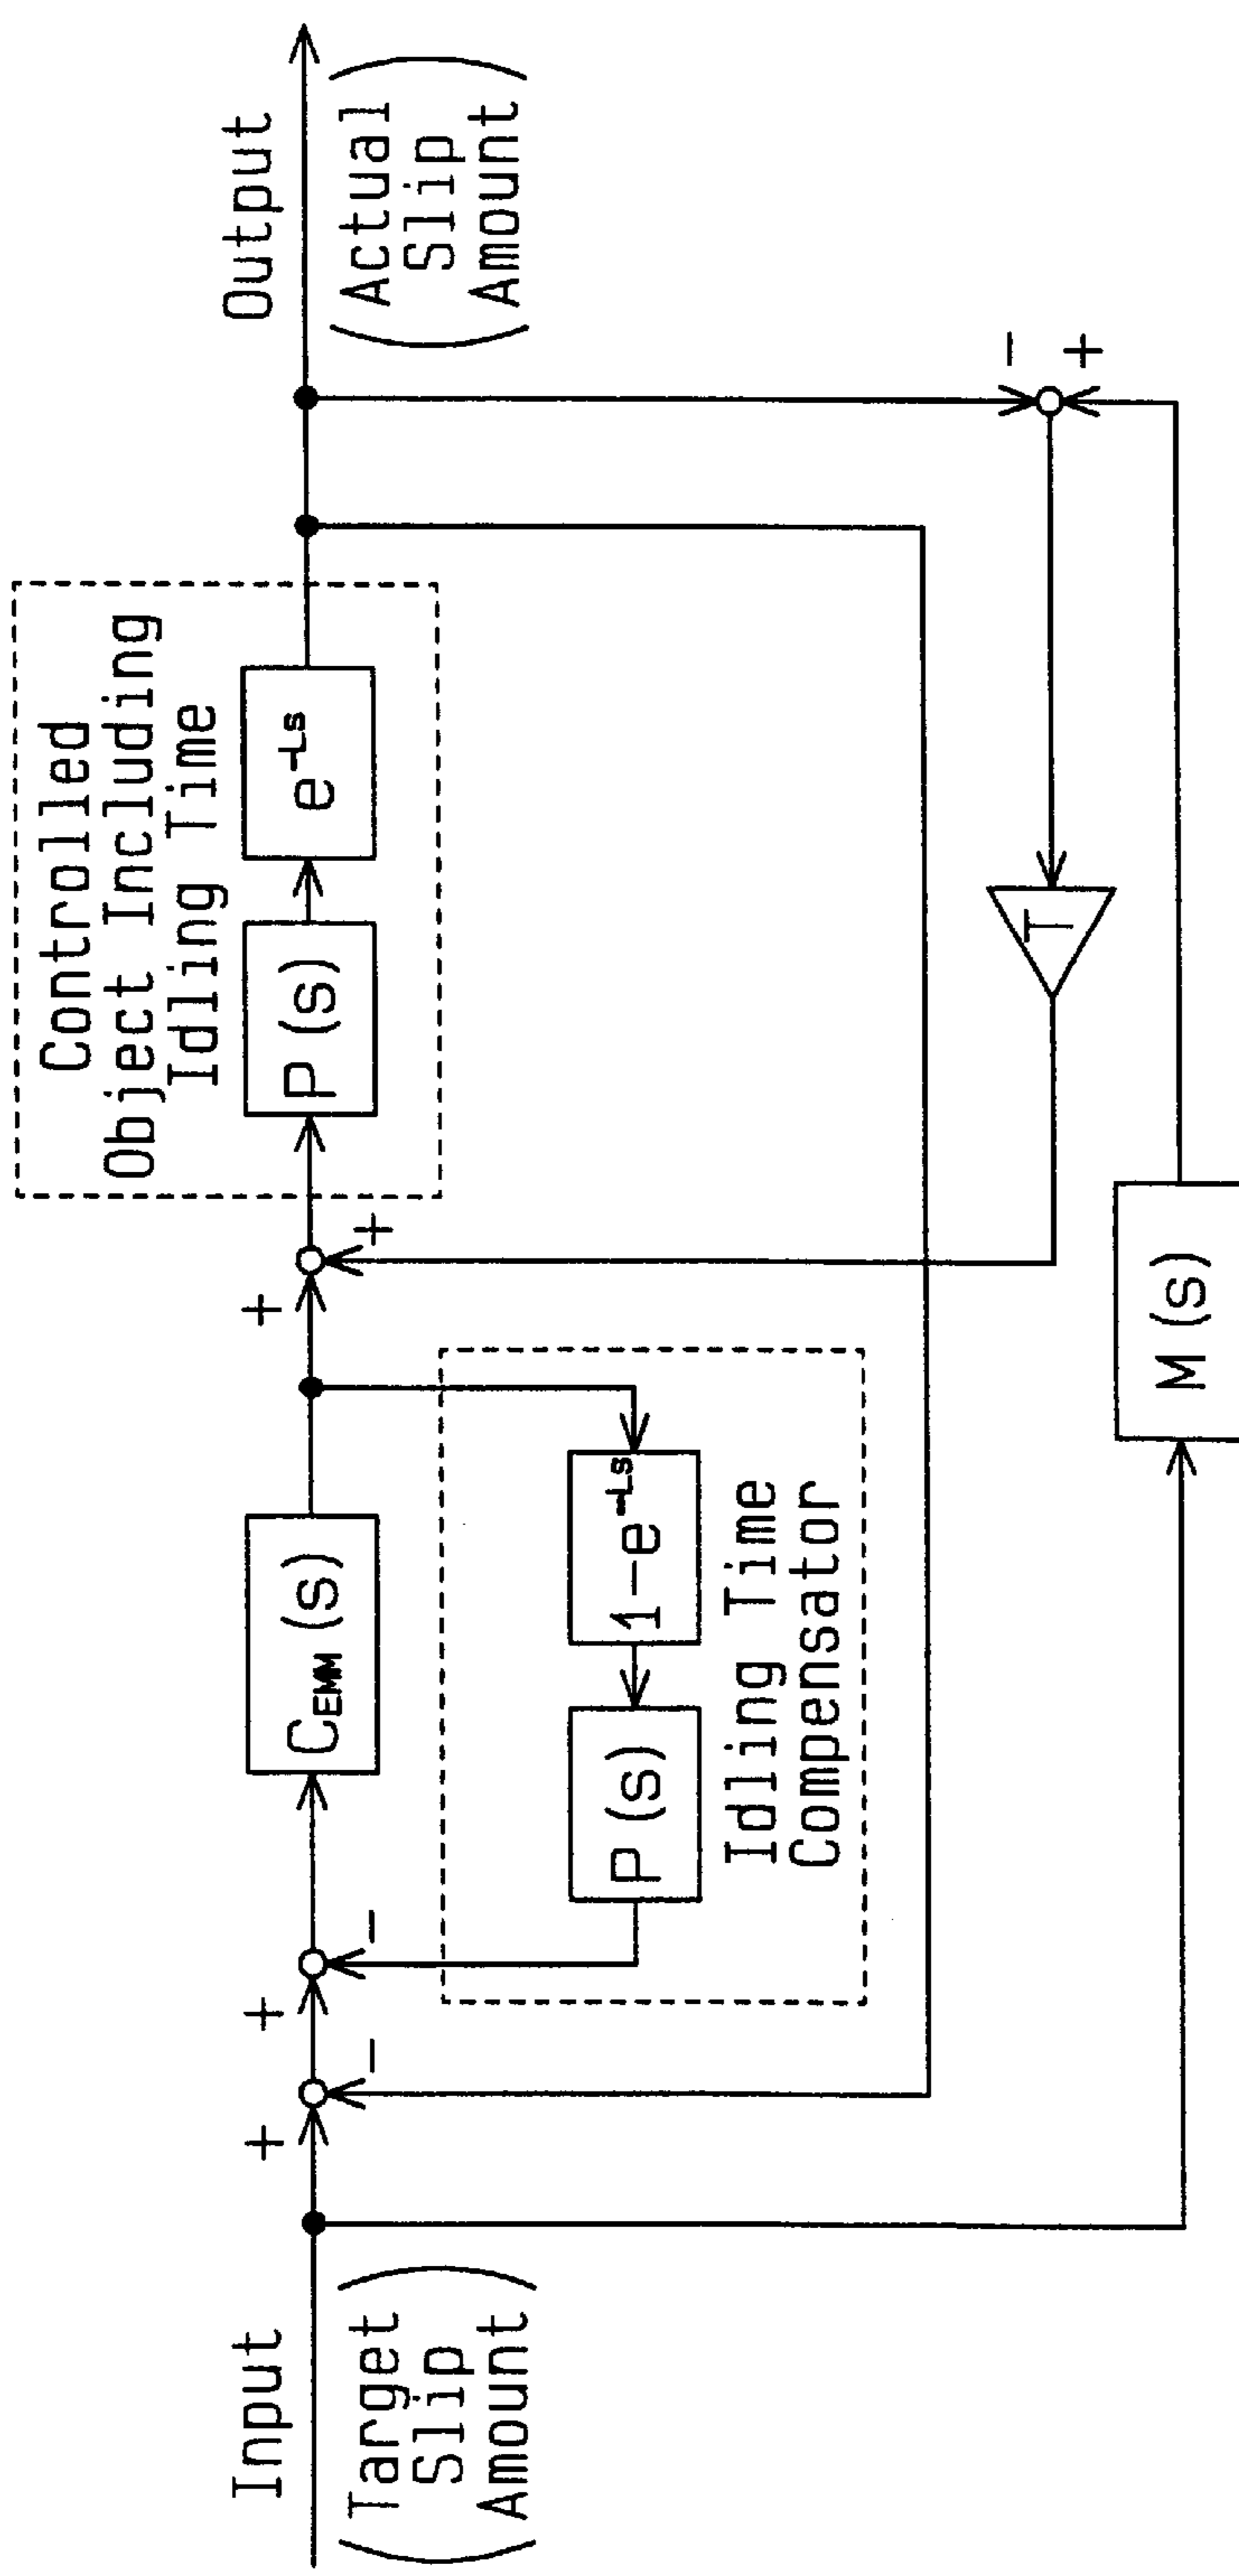 Input
(Target
Slip
Amount)
+
-
+
-
C_EMM (s)
P (s)
1-e^-Ls
Idling Time
Compensator
+
+
Controlled
Object Including
Idling Time
P (s)
e^-Ls
Output
(Actual
Slip
Amount)
-
+
T
M (s)